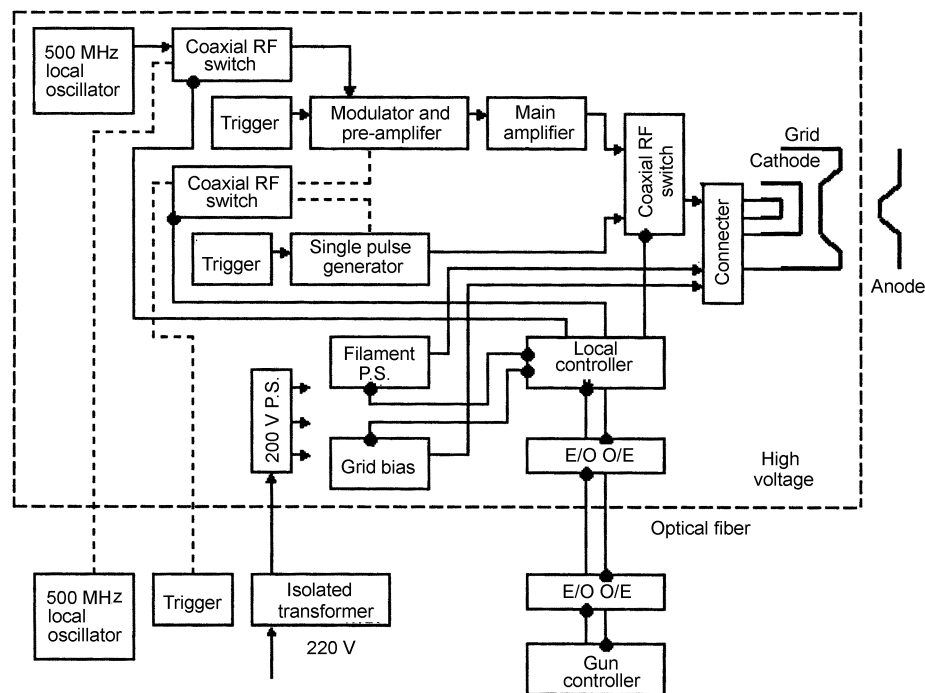 500 MHz
local
oscillator
Coaxial RF
switch
Trigger
Modulator and
pre-amplifer
Main
amplifier
Coaxial RF
switch
Grid
Cathode
Connecter
Anode
Coaxial RF
switch
Trigger
Single pulse
generator
Filament
P.S.
Local
controller
200 V P.S.
Grid bias
E/O O/E
High
voltage
Optical fiber
500 MHz
local
oscillator
Trigger
Isolated
transformer
220 V
E/O O/E
Gun
controller